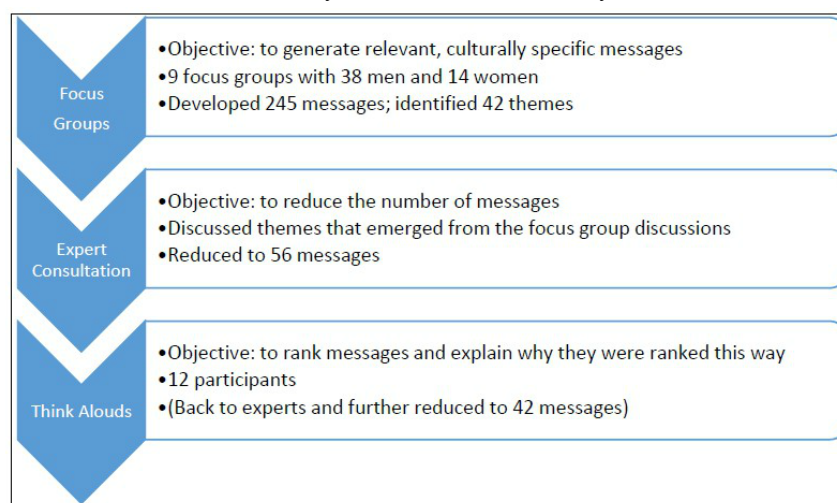 Focus
Groups
•Objective: to generate relevant, culturally specific messages
•9 focus groups with 38 men and 14 women
•Developed 245 messages; identified 42 themes
Expert
Consultation
•Objective: to reduce the number of messages
•Discussed themes that emerged from the focus group discussions
•Reduced to 56 messages
Think Alouds
•Objective: to rank messages and explain why they were ranked this way
•12 participants
•(Back to experts and further reduced to 42 messages)